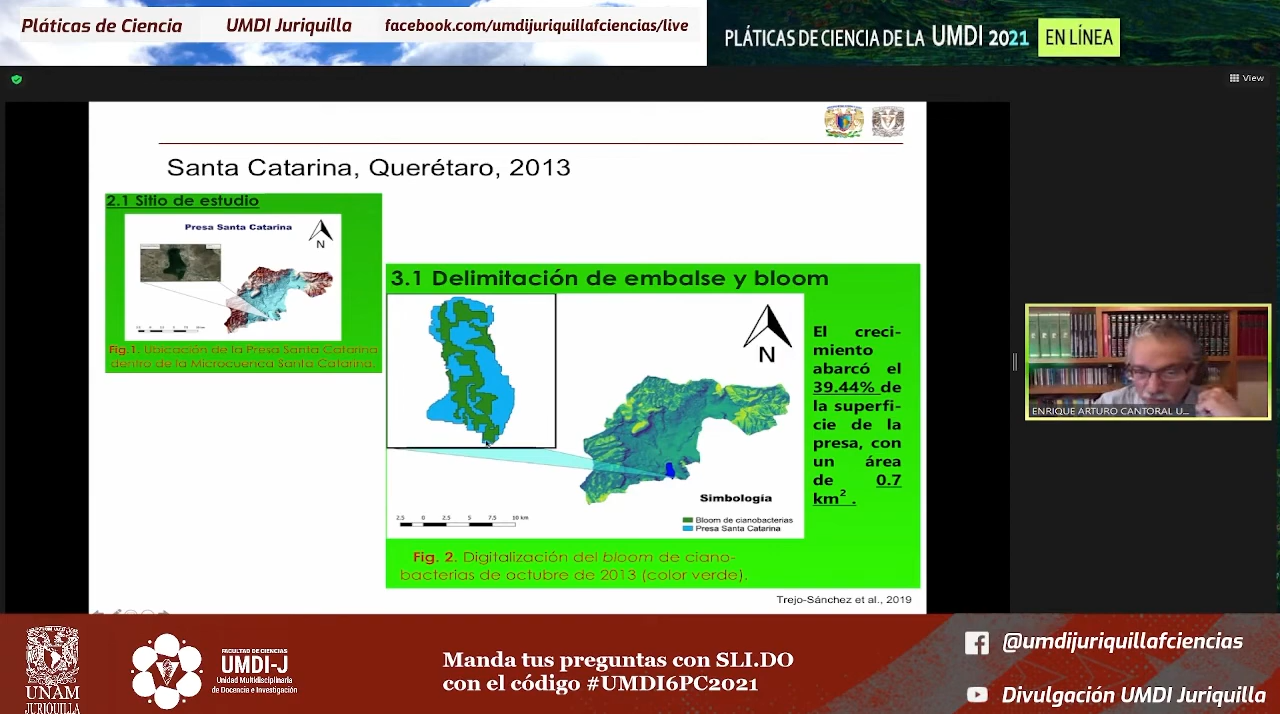 Pláticas de Ciencia
UMDI Juriquilla
facebook.com/umdijuriquillafciencias/live
PLÁTICAS DE CIENCIA DE LA UMDI 2021
EN LÍNEA
View
Santa Catarina, Querétaro, 2013
2.1 Sitio de estudio
Presa Santa Catarina
N
Fig.1. Ubicación de la Presa Santa Catarina
dentro de la Microcuenca Santa Catarina.
3.1 Delimitación de embalse y bloom
N
Simbología
Bloom de cianobacterias
Presa Santa Catarina
2.5 0 2.5 5 7.5 10 km
El creci-
miento
abarcó el
39.44% de
la superfi-
cie de la
presa, con
un área
de 0.7
km².
Fig. 2. Digitalización del bloom de ciano-
bacterias de octubre de 2013 (color verde).
Trejo-Sánchez et al., 2019
ENRIQUE ARTURO CANTORAL U...
UNAM
JURIQUILLA
FACULTAD DE CIENCIAS
UMDI-J
Unidad Multidisciplinaria
de Docencia e Investigación
Manda tus preguntas con SLI.DO
con el código #UMDI6PC2021
@umdijuriquillafciencias
Divulgación UMDI Juriquilla